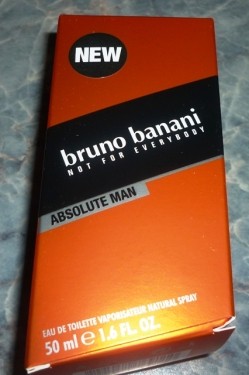 NEW
bruno banani
NOT FOR EVERYBODY
ABSOLUTE MAN
EAU DE TOILETTE VAPORISATEUR NATURAL SPRAY
50 ml ℮ 1.6 FL. OZ.